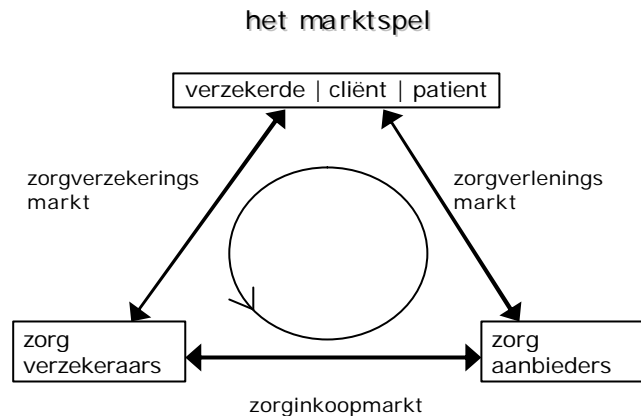 het marktspel
verzekerde | cliënt | patient
zorgverzekerings
markt
zorgverlenings
markt
zorg
verzekeraars
zorg
aanbieders
zorginkoopmarkt